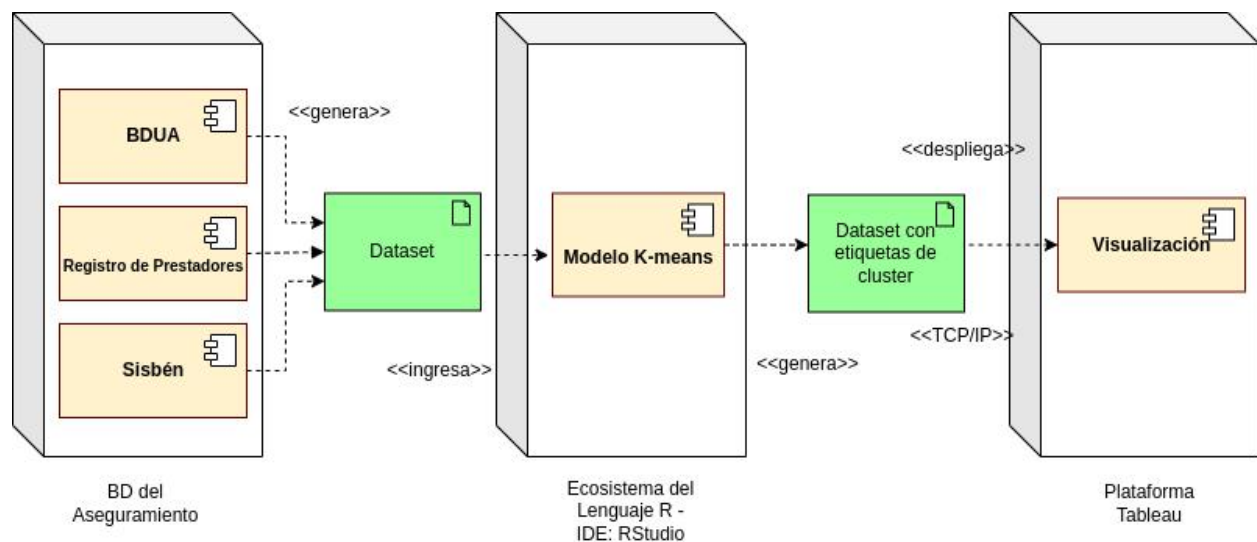 <<genera>>
BDUA
Registro de Prestadores
Sisbén
Dataset
<<ingresa>>
Modelo K-means
<<genera>>
Dataset con
etiquetas de
cluster
<<despliega>>
<<TCP/IP>>
Visualización
BD del
Aseguramiento
Ecosistema del
Lenguaje R -
IDE: RStudio
Plataforma
Tableau